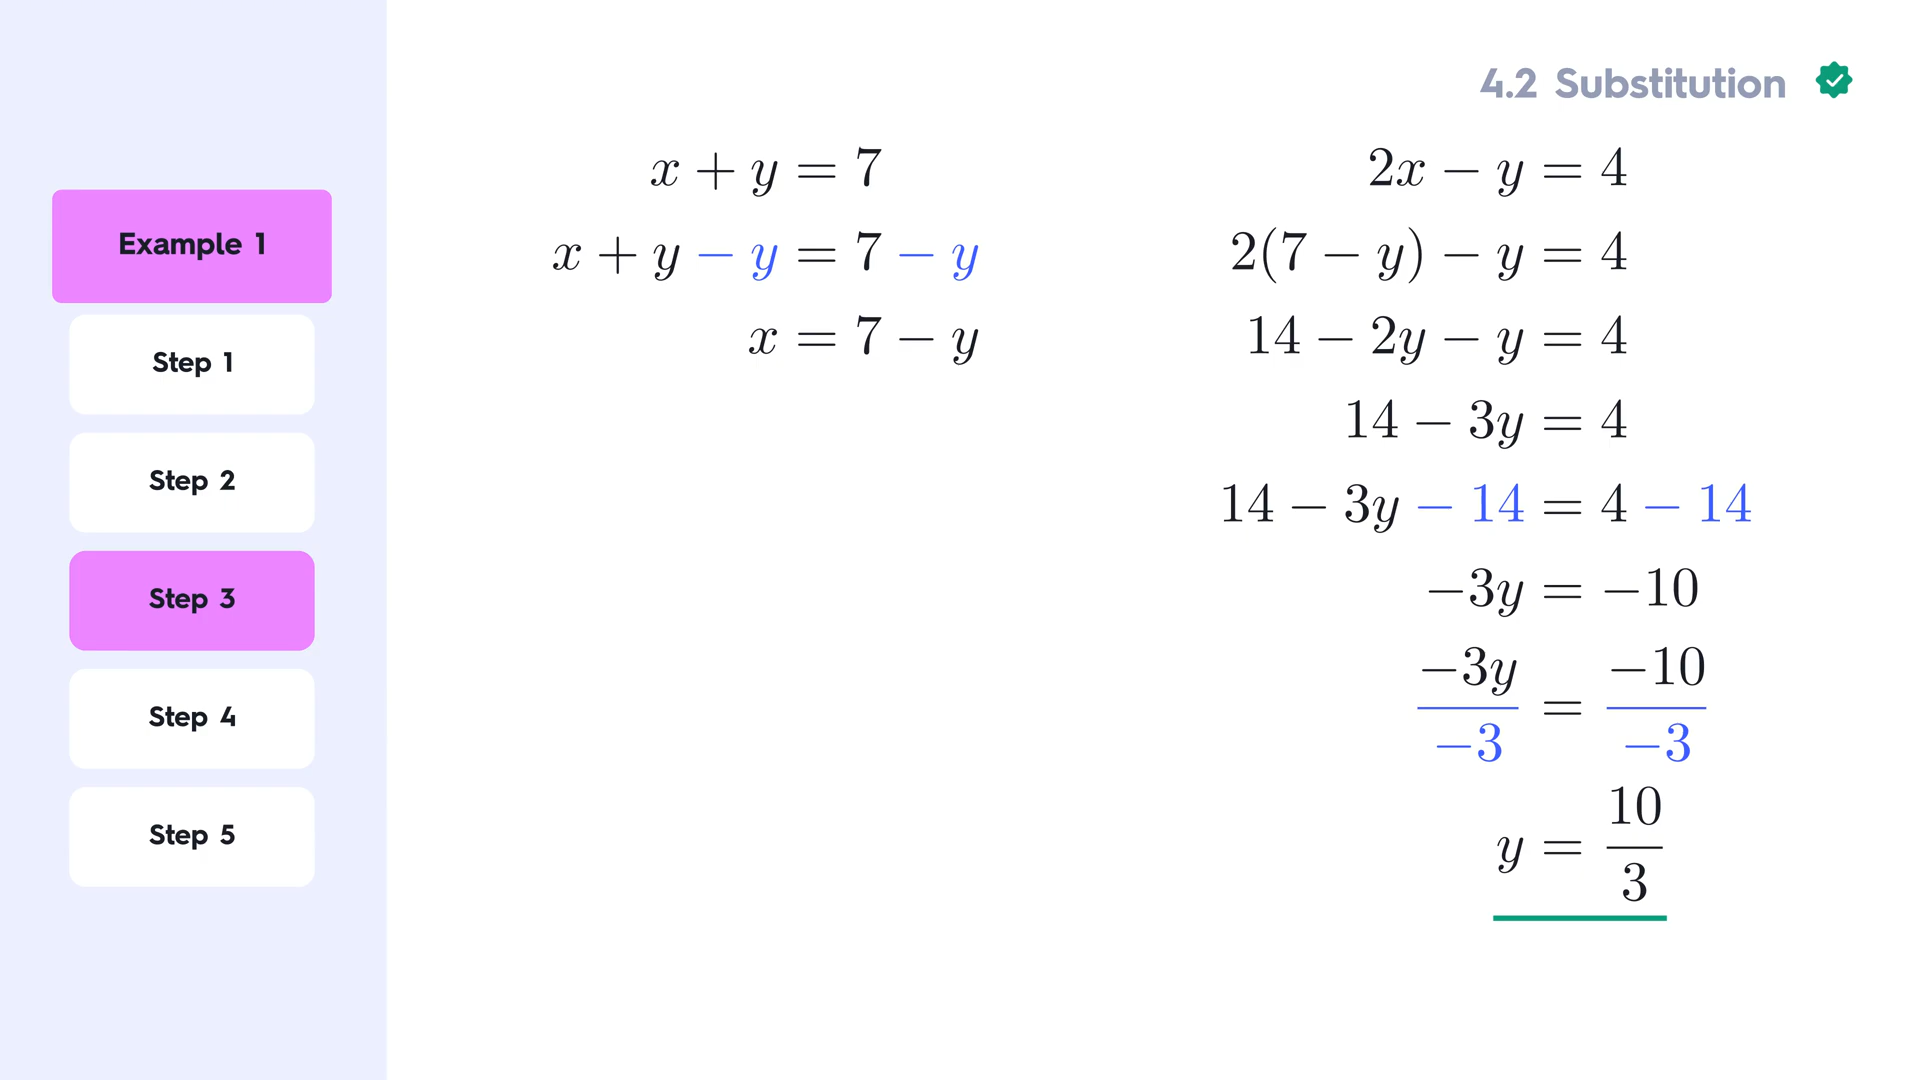 4.2 Substitution
Example 1
Step 1
Step 2
Step 3
Step 4
Step 5
x + y = 7
x + y − y = 7 − y
x = 7 − y
2x − y = 4
2(7 − y) − y = 4
14 − 2y − y = 4
14 − 3y = 4
14 − 3y − 14 = 4 − 14
−3y = −10
−3y/−3 = −10/−3
y = 10/3